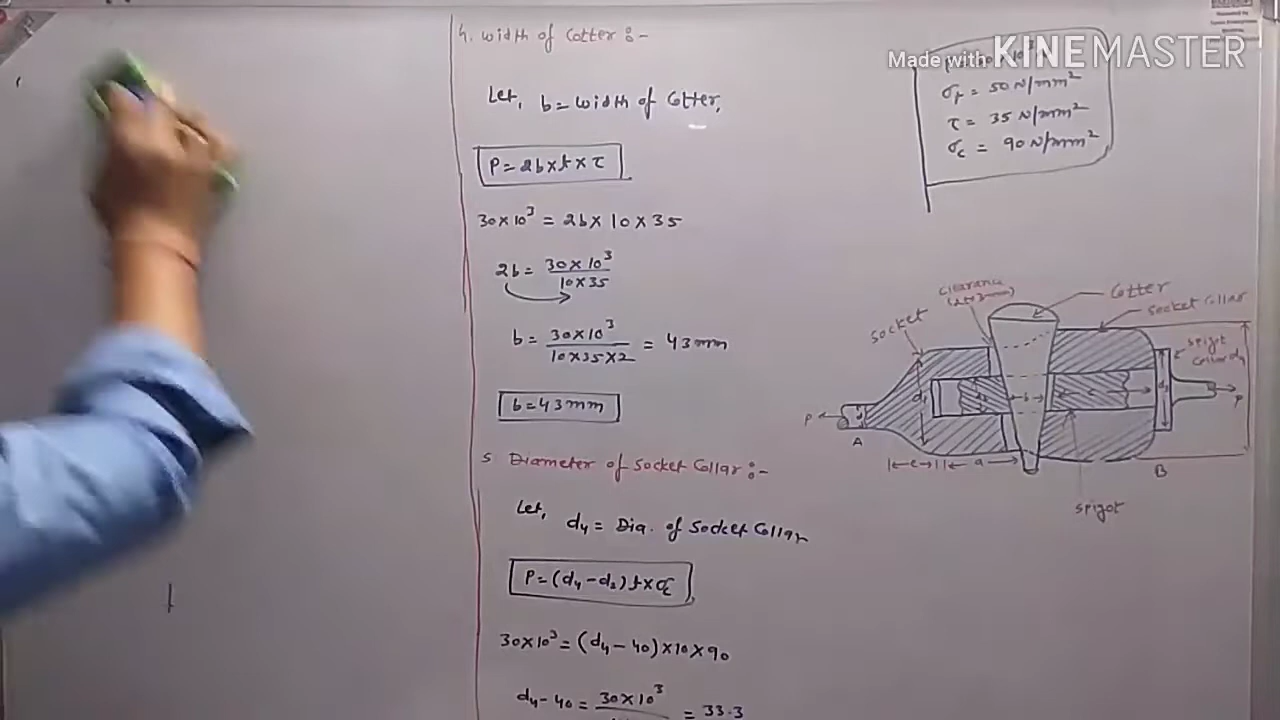 4. Width of Cotter :-
Let, b = width of Cotter,
P = 2b × t × τ
30×10³ = 2b × 10 × 35
2b = 30×10³ / 10×35
b = 30×10³ / 10×35×2 = 43 mm
b = 43 mm
5 Diameter of Socket Collar :-
Let, d₄ = Dia. of Socket Collar
P = (d₄ - d₂) t × σc
30×10³ = (d₄ - 40) × 10 × 90
d₄ - 40 = 30×10³ = 33.3
Made with KINEMASTER
σt = 50 N/mm²
τ = 35 N/mm²
σc = 90 N/mm²
clearance
Cotter
Socket Collar
Socket
Spigot
Collar d₄
P
A
b
P
c
a
B
Spigot